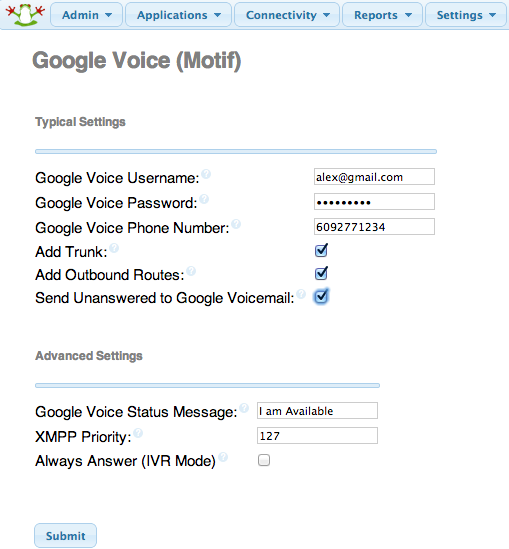 Admin Applications Connectivity Reports Settings
Google Voice (Motif)
Typical Settings
Google Voice Username: ? alex@gmail.com
Google Voice Password: ? •••••••••
Google Voice Phone Number: ? 6092771234
Add Trunk: ?
Add Outbound Routes: ?
Send Unanswered to Google Voicemail: ?
Advanced Settings
Google Voice Status Message: ? I am Available
XMPP Priority: ? 127
Always Answer (IVR Mode) ?
Submit